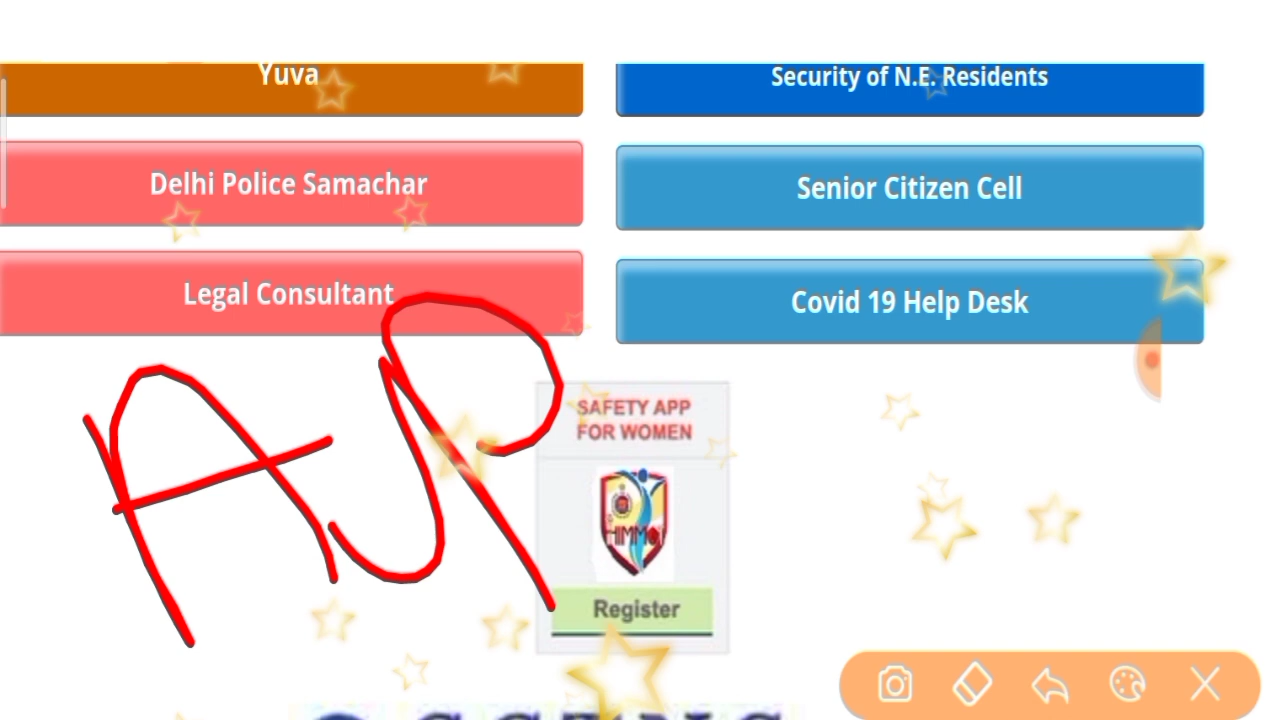 Yuva
Security of N.E. Residents
Delhi Police Samachar
Senior Citizen Cell
Legal Consultant
Covid 19 Help Desk
SAFETY APP
FOR WOMEN
HIMMAT
Register